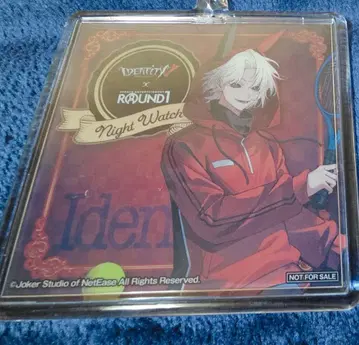 IDENTITY V
×
ROUND1
Night Watch
Iden
©Joker Studio of NetEase All Rights Reserved.
NOT FOR SALE